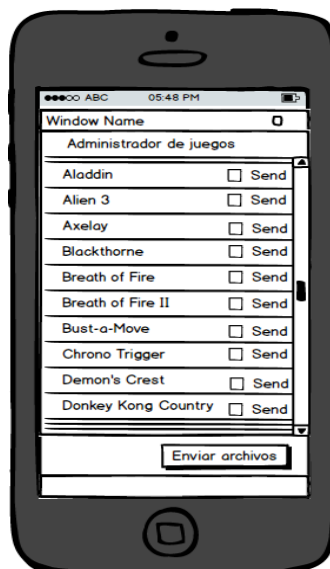 ABC 05:48 PM
Window Name
Administrador de juegos
Aladdin Send
Alien 3 Send
Axelay Send
Blackthorne Send
Breath of Fire Send
Breath of Fire II Send
Bust-a-Move Send
Chrono Trigger Send
Demon's Crest Send
Donkey Kong Country Send
Enviar archivos